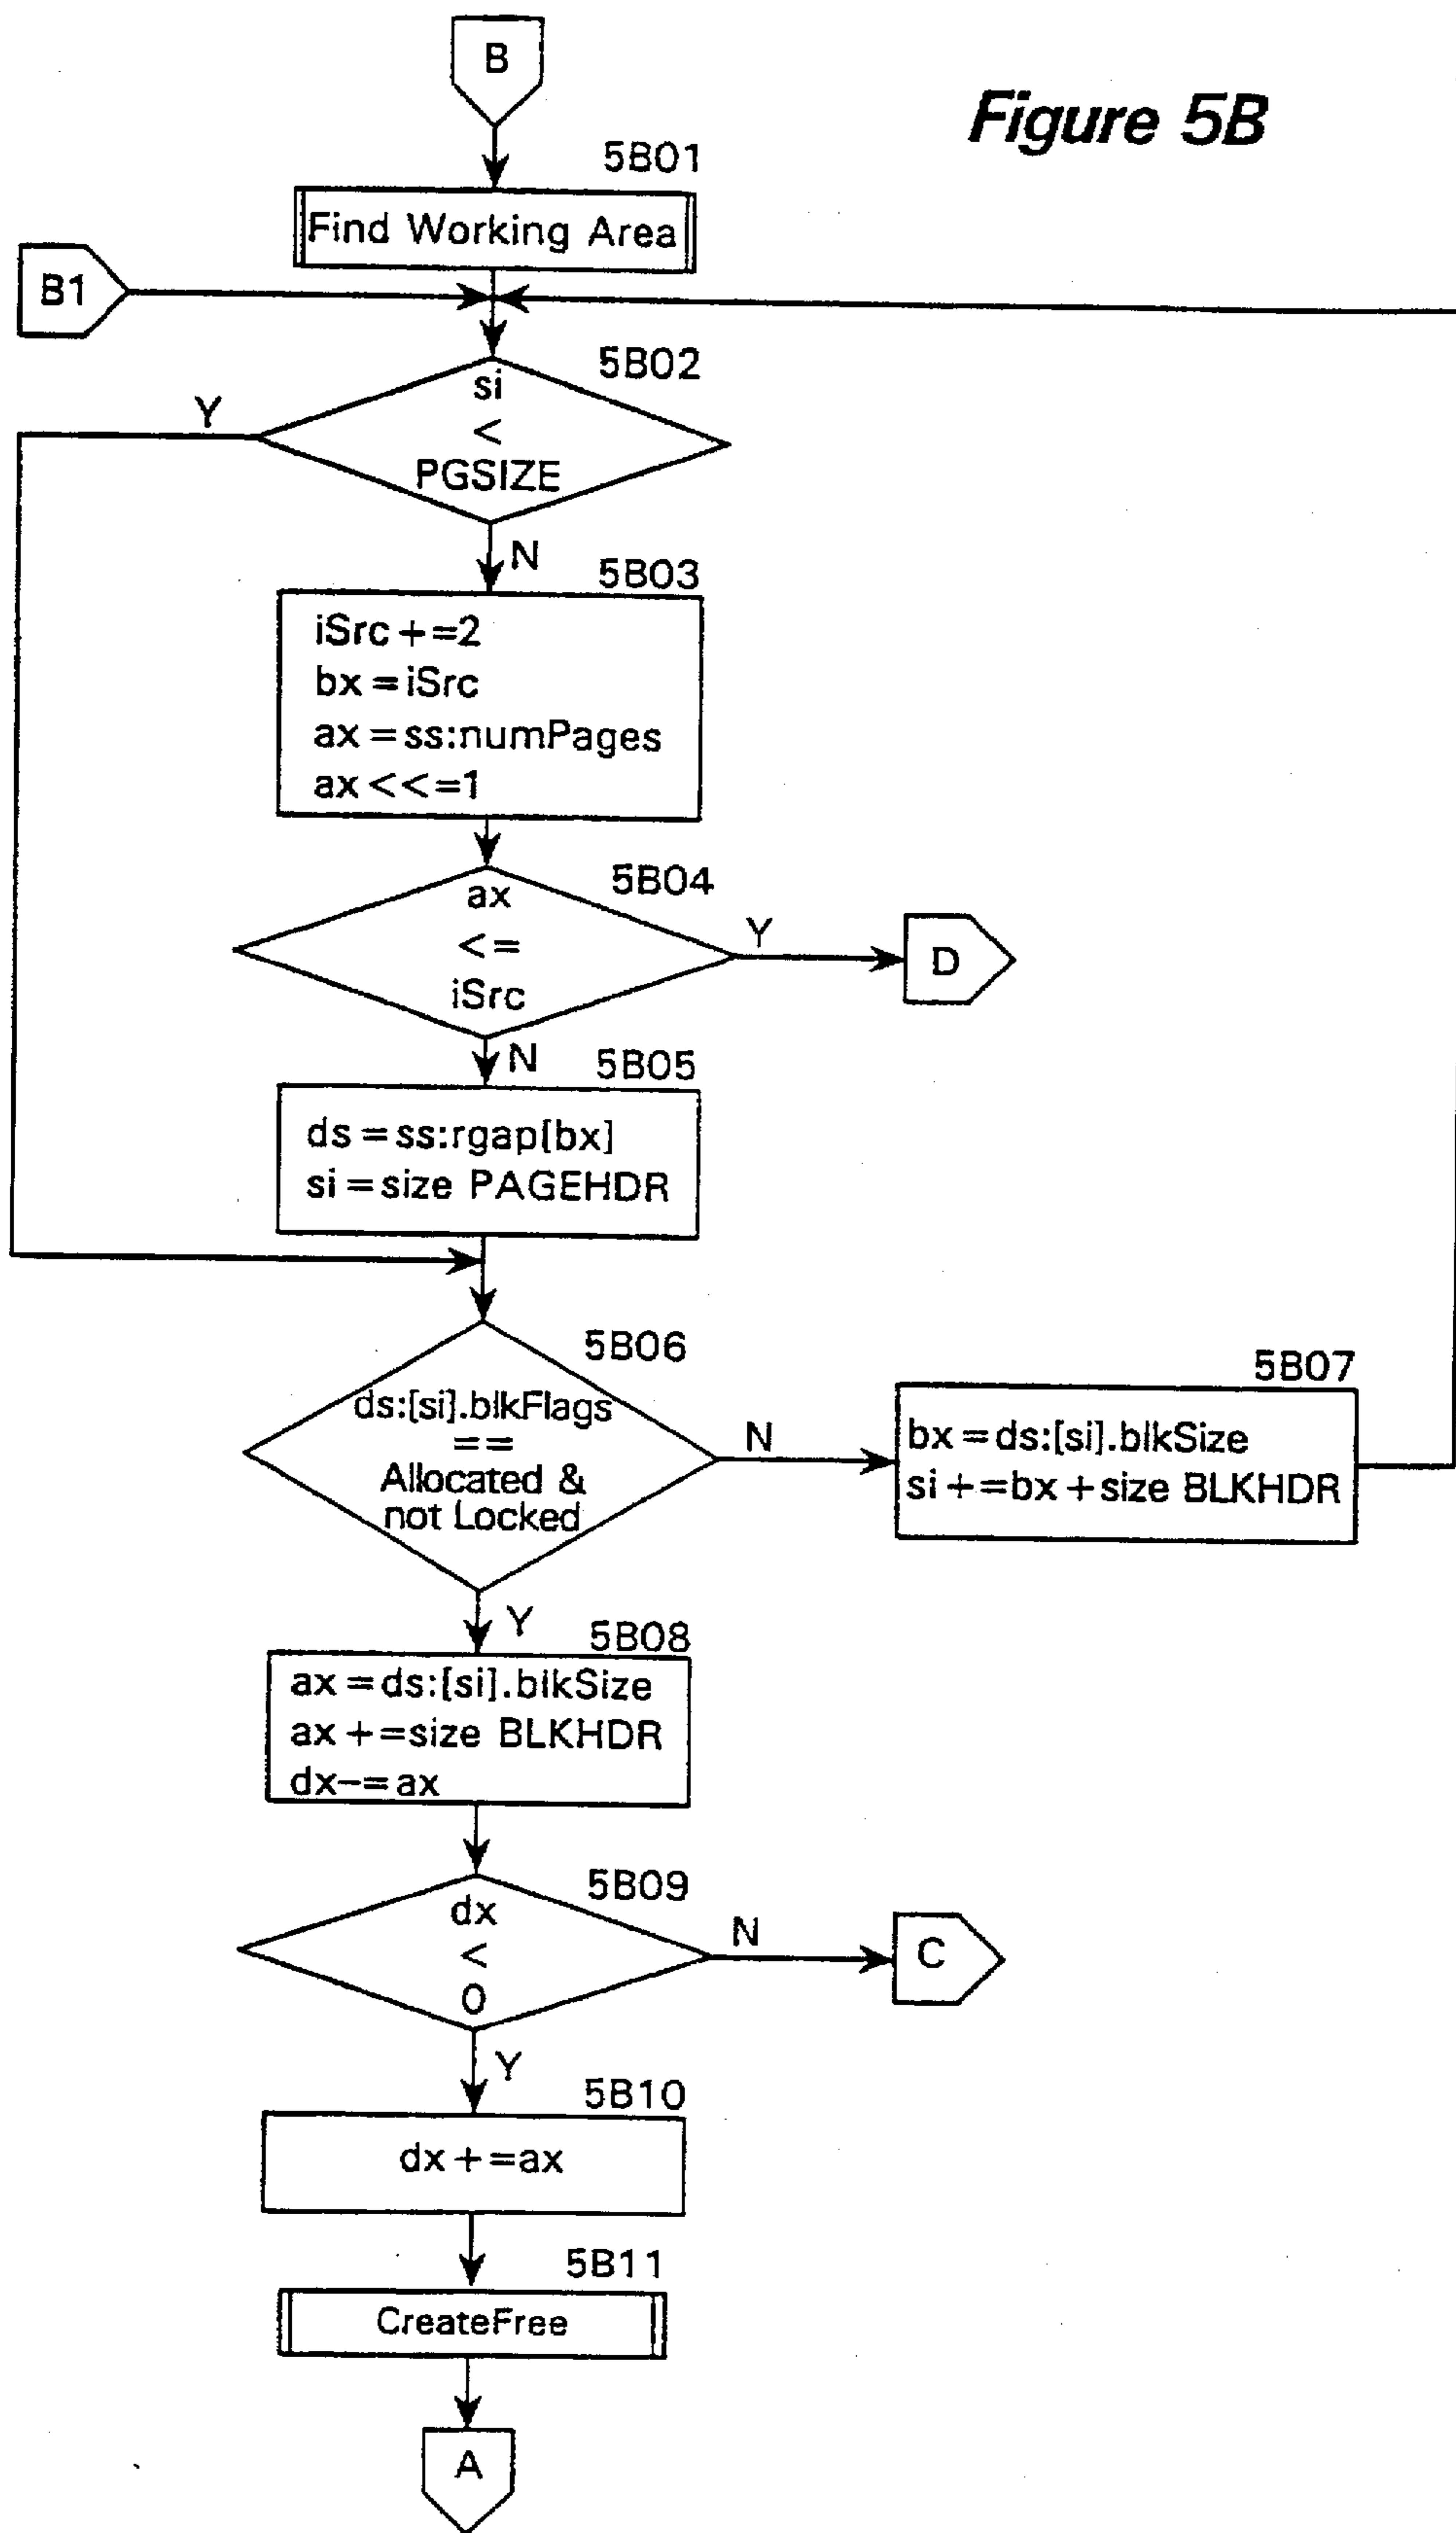 B
Figure 5B
5B01
Find Working Area
B1
5B02
Y
si
<
PGSIZE
N
5B03
iSrc +=2
bx = iSrc
ax = ss:numPages
ax <<=1
5B04
ax
<=
iSrc
Y
D
N
5B05
ds = ss:rgap[bx]
si = size PAGEHDR
5B06
ds:[si].blkFlags
==
Allocated &
not Locked
N
5B07
bx = ds:[si].blkSize
si +=bx + size BLKHDR
Y
5B08
ax = ds:[si].blkSize
ax +=size BLKHDR
dx-=ax
5B09
dx
<
0
N
C
Y
5B10
dx +=ax
5B11
CreateFree
A